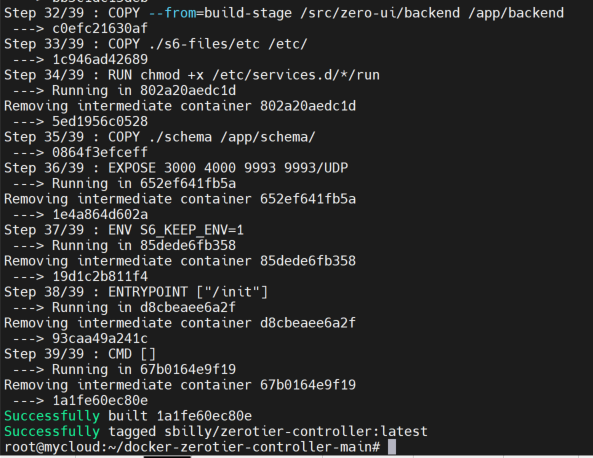 Step 32/39 : COPY --from=build-stage /src/zero-ui/backend /app/backend
---> c0efc21630af
Step 33/39 : COPY ./s6-files/etc /etc/
---> 1c946ad42689
Step 34/39 : RUN chmod +x /etc/services.d/*/run
---> Running in 802a20aedc1d
Removing intermediate container 802a20aedc1d
---> 5ed1956c0528
Step 35/39 : COPY ./schema /app/schema/
---> 0864f3efceff
Step 36/39 : EXPOSE 3000 4000 9993 9993/UDP
---> Running in 652ef641fb5a
Removing intermediate container 652ef641fb5a
---> 1e4a864d602a
Step 37/39 : ENV S6_KEEP_ENV=1
---> Running in 85dede6fb358
Removing intermediate container 85dede6fb358
---> 19d1c2b811f4
Step 38/39 : ENTRYPOINT ["/init"]
---> Running in d8cbeaee6a2f
Removing intermediate container d8cbeaee6a2f
---> 93caa49a241c
Step 39/39 : CMD []
---> Running in 67b0164e9f19
Removing intermediate container 67b0164e9f19
---> 1a1fe60ec80e
Successfully built 1a1fe60ec80e
Successfully tagged sbilly/zerotier-controller:latest
root@mycloud:~/docker-zerotier-controller-main#